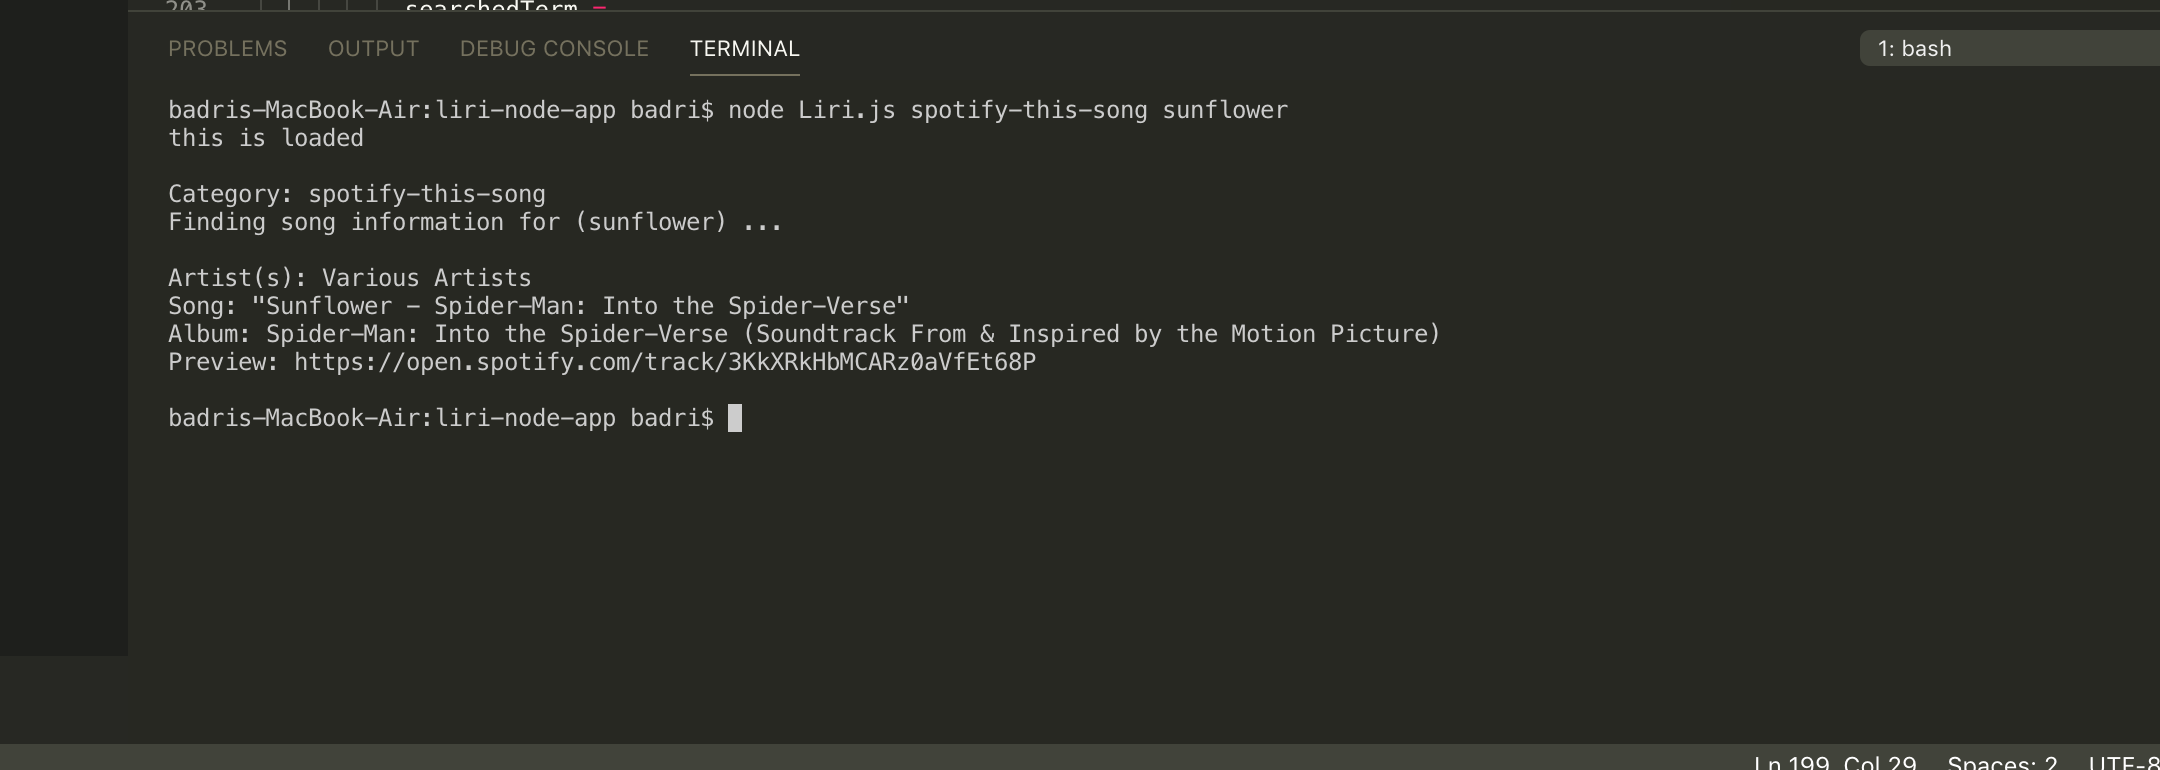 203 searchedTerm =
PROBLEMS OUTPUT DEBUG CONSOLE TERMINAL 1: bash
badris-MacBook-Air:liri-node-app badri$ node Liri.js spotify-this-song sunflower
this is loaded
Category: spotify-this-song
Finding song information for (sunflower) ...
Artist(s): Various Artists
Song: "Sunflower - Spider-Man: Into the Spider-Verse"
Album: Spider-Man: Into the Spider-Verse (Soundtrack From & Inspired by the Motion Picture)
Preview: https://open.spotify.com/track/3KkXRkHbMCARz0aVfEt68P
badris-MacBook-Air:liri-node-app badri$
Ln 199, Col 29 Spaces: 2 UTF-8